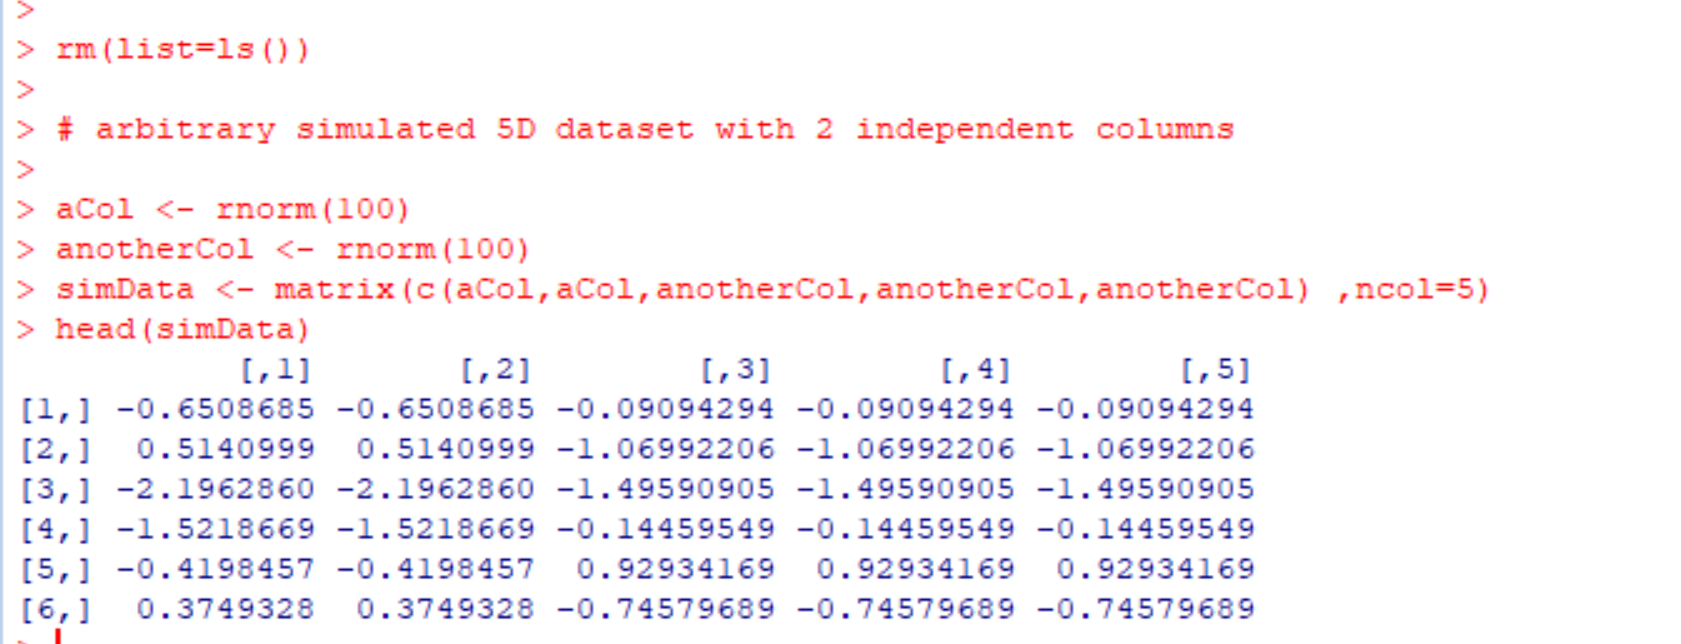 >
> rm(list=ls())
>
> # arbitrary simulated 5D dataset with 2 independent columns
>
> aCol <- rnorm(100)
> anotherCol <- rnorm(100)
> simData <- matrix(c(aCol,aCol,anotherCol,anotherCol,anotherCol) ,ncol=5)
> head(simData)
           [,1]       [,2]        [,3]        [,4]        [,5]
[1,] -0.6508685 -0.6508685 -0.09094294 -0.09094294 -0.09094294
[2,]  0.5140999  0.5140999 -1.06992206 -1.06992206 -1.06992206
[3,] -2.1962860 -2.1962860 -1.49590905 -1.49590905 -1.49590905
[4,] -1.5218669 -1.5218669 -0.14459549 -0.14459549 -0.14459549
[5,] -0.4198457 -0.4198457  0.92934169  0.92934169  0.92934169
[6,]  0.3749328  0.3749328 -0.74579689 -0.74579689 -0.74579689
>